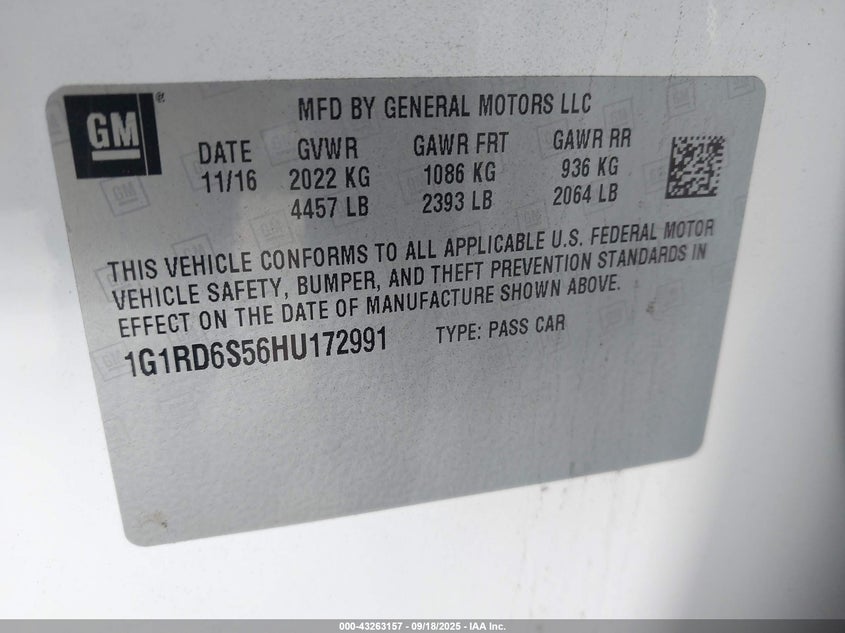 GM
MFD BY GENERAL MOTORS LLC
DATE GVWR GAWR FRT GAWR RR
11/16 2022 KG 1086 KG 936 KG
4457 LB 2393 LB 2064 LB
THIS VEHICLE CONFORMS TO ALL APPLICABLE U.S. FEDERAL MOTOR
VEHICLE SAFETY, BUMPER, AND THEFT PREVENTION STANDARDS IN
EFFECT ON THE DATE OF MANUFACTURE SHOWN ABOVE.
1G1RD6S56HU172991 TYPE: PASS CAR
000-43263157 - 09/18/2025 - IAA Inc.